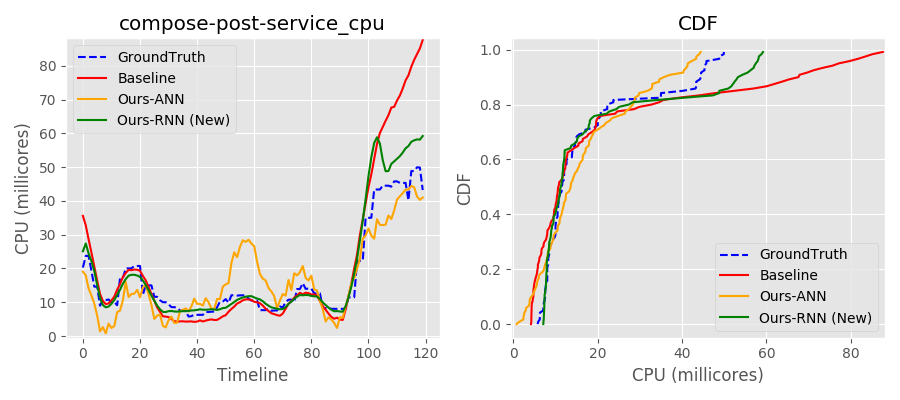 compose-post-service_cpu
CPU (millicores)
80
70
60
50
40
30
20
10
0
GroundTruth
Baseline
Ours-ANN
Ours-RNN (New)
0
20
40
60
80
100
120
Timeline
CDF
CDF
1.0
0.8
0.6
0.4
0.2
0.0
GroundTruth
Baseline
Ours-ANN
Ours-RNN (New)
0
20
40
60
80
CPU (millicores)